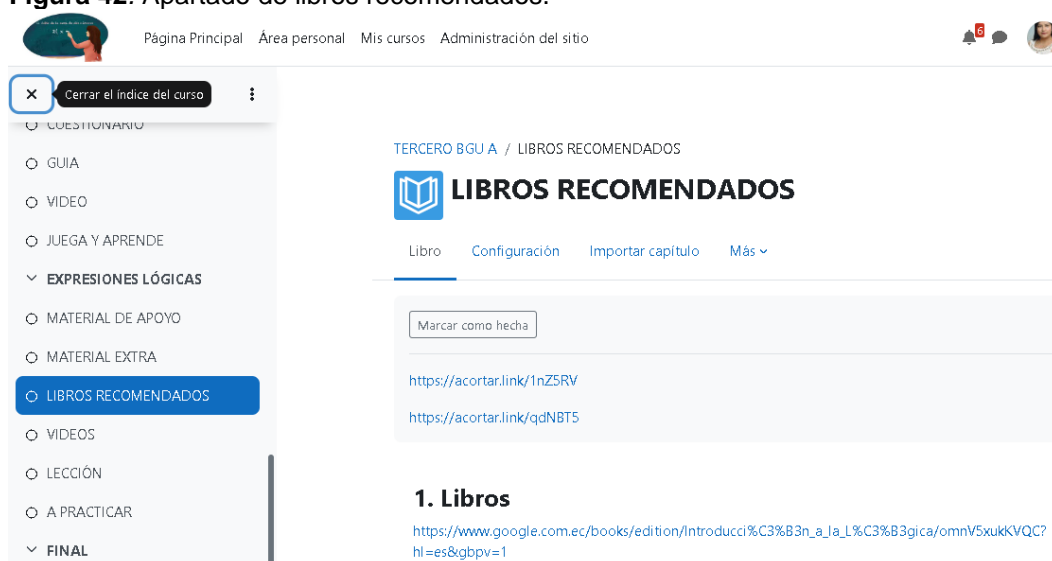 Figura 42. Apartado de libros recomendados.
Página Principal Área personal Mis cursos Administración del sitio
6
Cerrar el índice del curso
CUESTIONARIO
GUIA
VIDEO
JUEGA Y APRENDE
EXPRESIONES LÓGICAS
MATERIAL DE APOYO
MATERIAL EXTRA
LIBROS RECOMENDADOS
VIDEOS
LECCIÓN
A PRACTICAR
FINAL
TERCERO BGU A / LIBROS RECOMENDADOS
LIBROS RECOMENDADOS
Libro Configuración Importar capítulo Más
Marcar como hecha
https://acortar.link/1nZ5RV
https://acortar.link/qdNBT5
1. Libros
https://www.google.com.ec/books/edition/Introducci%C3%B3n_a_la_L%C3%B3gica/omnV5xukKVQC?
hl=es&gbpv=1